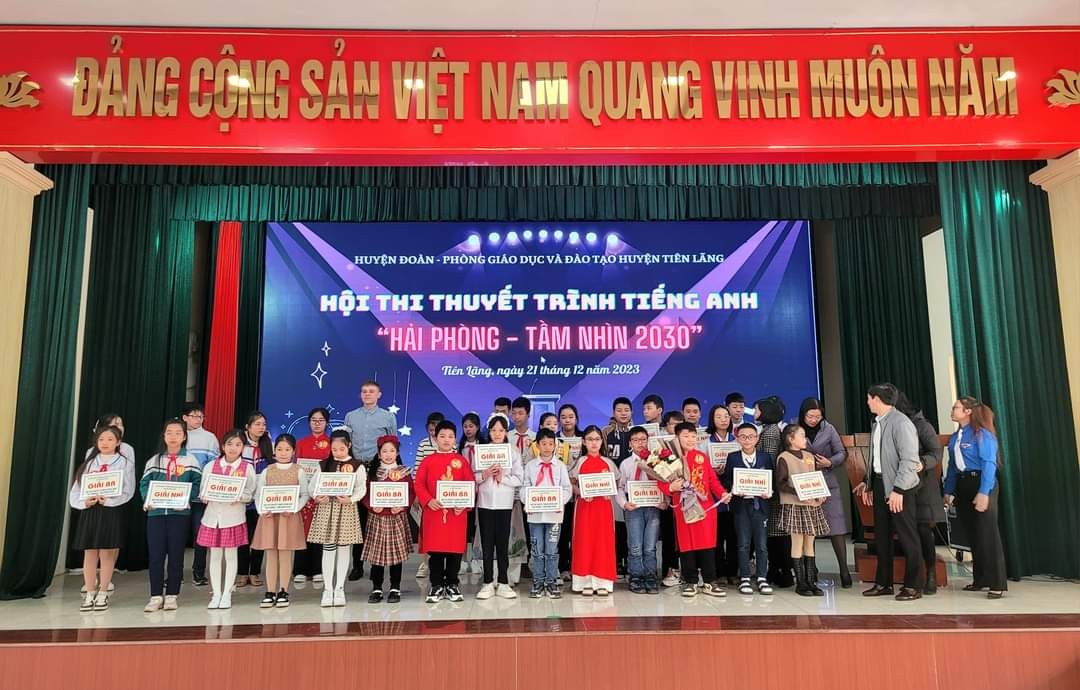 ĐẢNG CỘNG SẢN VIỆT NAM QUANG VINH MUÔN NĂM
HUYỆN ĐOÀN - PHÒNG GIÁO DỤC VÀ ĐÀO TẠO HUYỆN TIÊN LÃNG
HỘI THI THUYẾT TRÌNH TIẾNG ANH
“HẢI PHÒNG - TẦM NHÌN 2030”
Tiên Lãng, ngày 21 tháng 12 năm 2023
GIẢI BA
GIẢI NHÌ
GIẢI BA
GIẢI BA
GIẢI BA
GIẢI BA
GIẢI BA
GIẢI BA
GIẢI BA
GIẢI BA
GIẢI BA
GIẢI NHÌ
GIẢI NHÌ